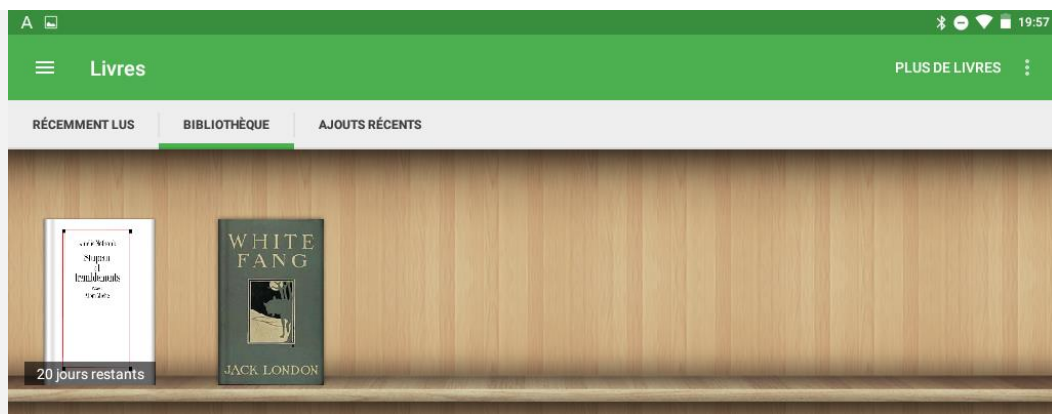 A 19:57
Livres PLUS DE LIVRES
RÉCEMMENT LUS BIBLIOTHÈQUE AJOUTS RÉCENTS
WHITE
FANG
Stupeur
et
tremblements
20 jours restants
JACK LONDON